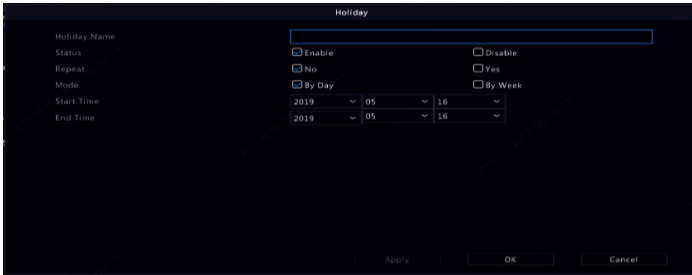 Holiday
Holiday Name
Status Enable Disable
Repeat No Yes
Mode By Day By Week
Start Time 2019 05 16
End Time 2019 05 16
Apply OK Cancel